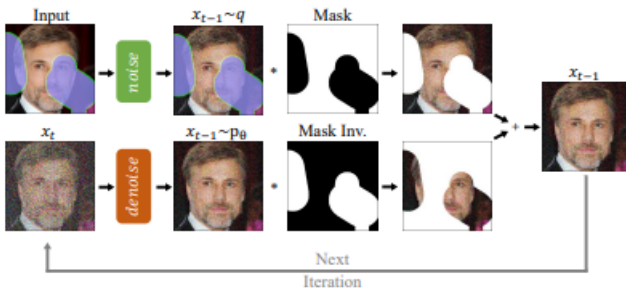 Input
x_{t−1}~q
Mask
noise
*
x_{t−1}
+
x_t
x_{t−1}~p_θ
Mask Inv.
denoise
*
Next
Iteration